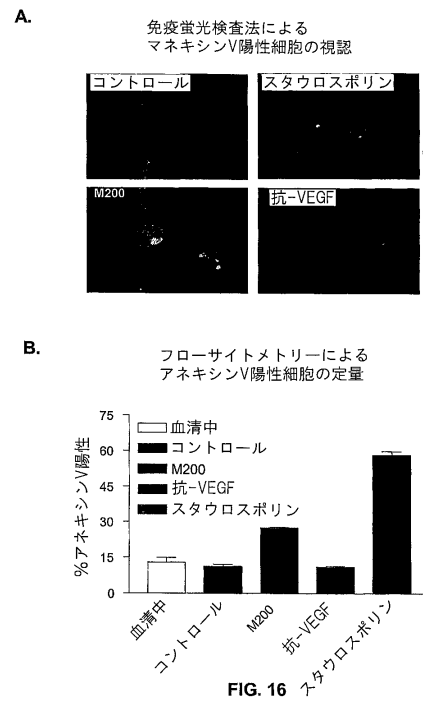 A.
免疫蛍光検査法による
マネキシンV陽性細胞の視認
コントロール
スタウロスポリン
M200
抗-VEGF
B.
フローサイトメトリーによる
アネキシンV陽性細胞の定量
%アネキシンV陽性
75
60
45
30
15
0
血清中
コントロール
M200
抗-VEGF
スタウロスポリン
血清中
コントロール
M200
抗-VEGF
スタウロスポリン
FIG. 16